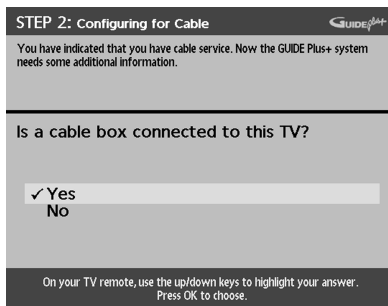 STEP 2: Configuring for Cable
GUIDE plus+
You have indicated that you have cable service. Now the GUIDE Plus+ system
needs some additional information.
Is a cable box connected to this TV?
✓ Yes
No
On your TV remote, use the up/down keys to highlight your answer.
Press OK to choose.